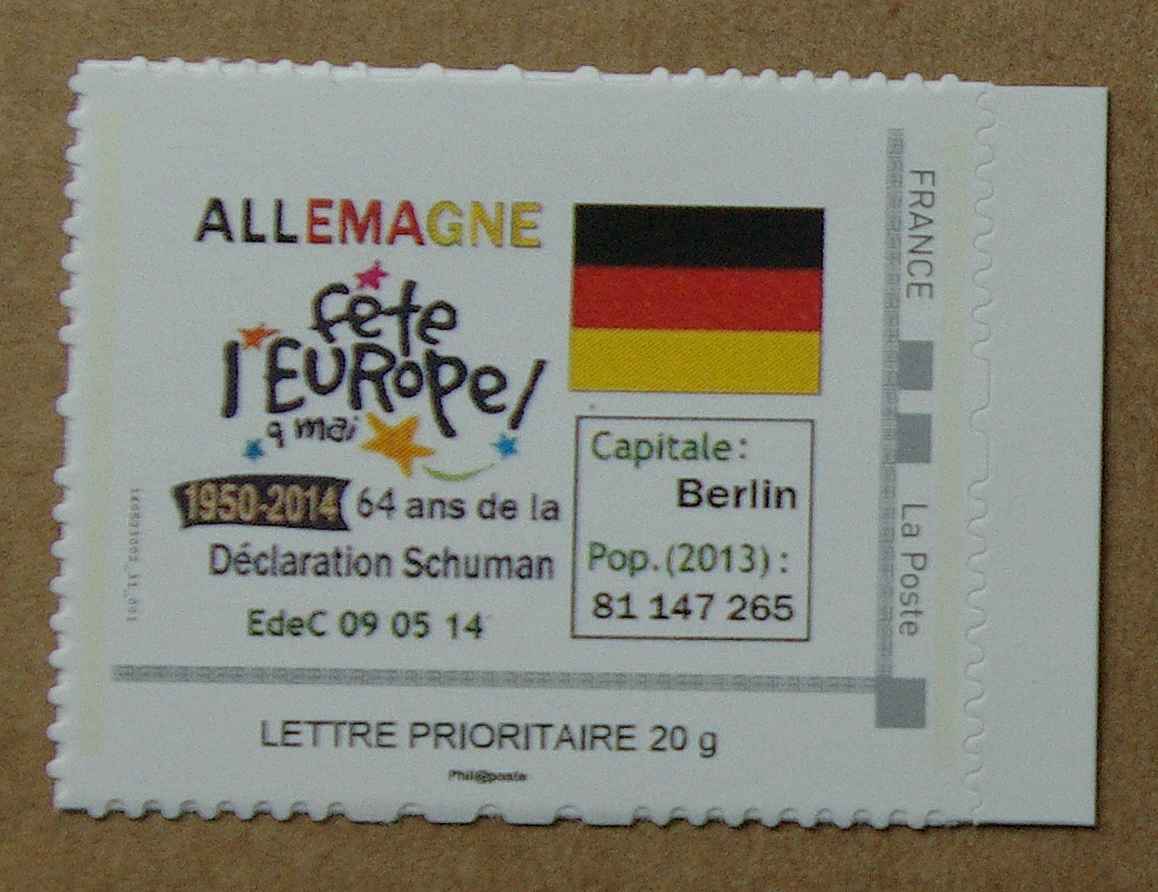 ALLEMAGNE
fête
l'EUROPE!
9 mai
1950-2014 64 ans de la
Déclaration Schuman
EdeC 09 05 14
Capitale:
Berlin
Pop.(2013):
81 147 265
FRANCE
La Poste
LETTRE PRIORITAIRE 20 g
Phil@poste